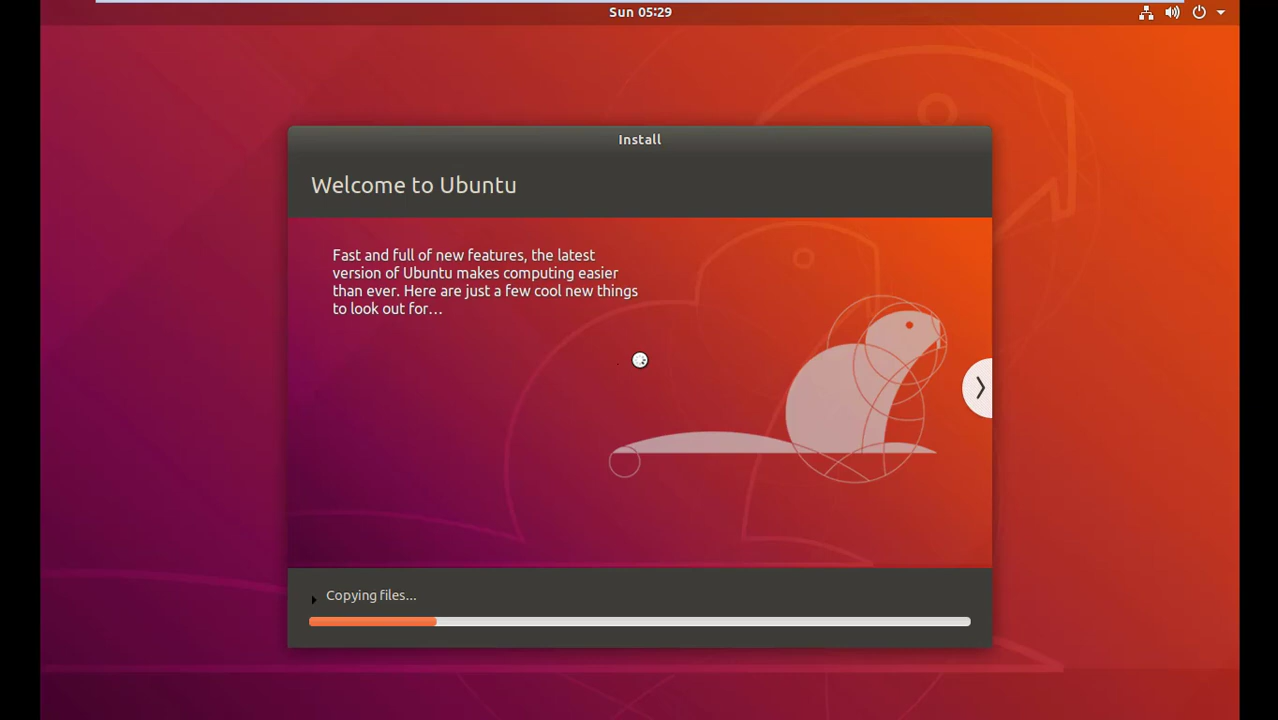 Sun 05:29
Install
Welcome to Ubuntu
Fast and full of new features, the latest
version of Ubuntu makes computing easier
than ever. Here are just a few cool new things
to look out for…
Copying files...